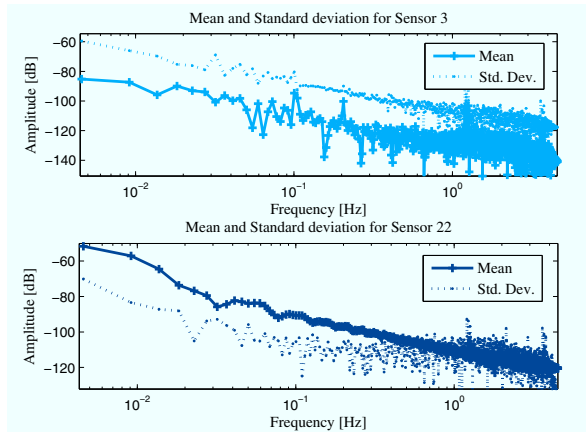 Mean and Standard deviation for Sensor 3
−60
−80
−100
−120
−140
Amplitude [dB]
Mean
Std. Dev.
10−2
10−1
100
Frequency [Hz]
Mean and Standard deviation for Sensor 22
−60
−80
−100
−120
Amplitude [dB]
Mean
Std. Dev.
10−2
10−1
100
Frequency [Hz]